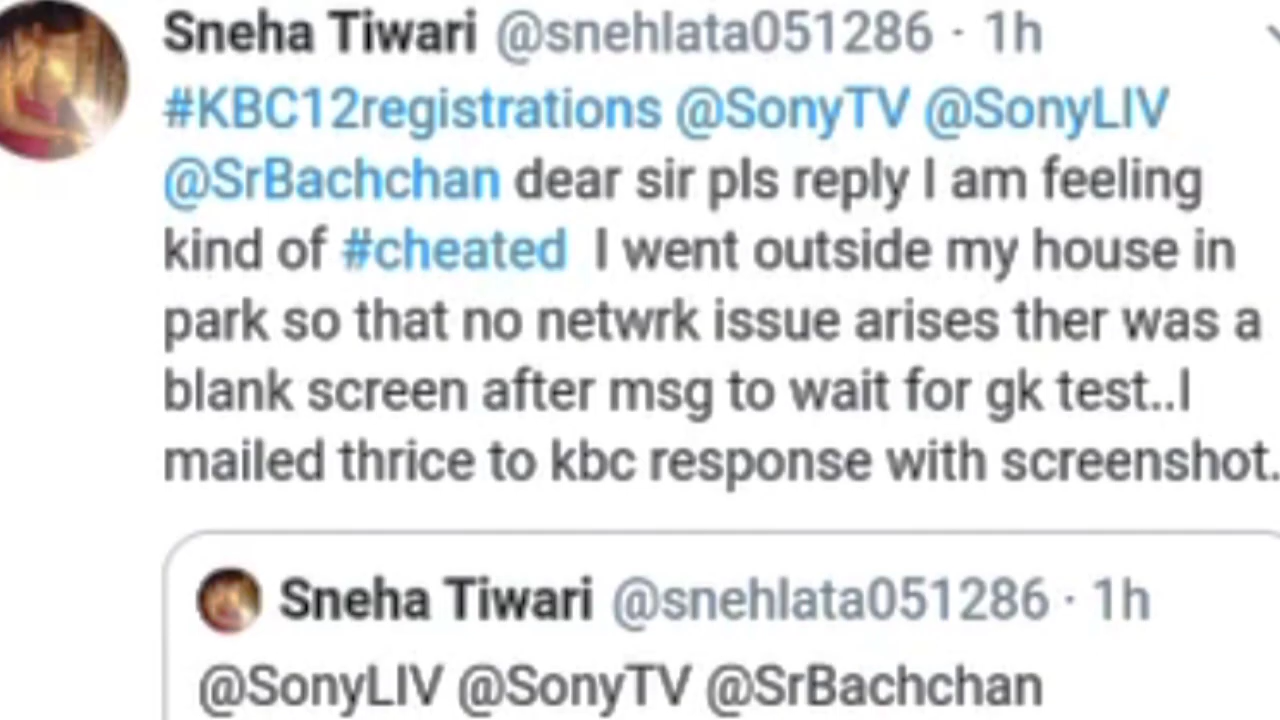 Sneha Tiwari @snehlata051286 · 1h
#KBC12registrations @SonyTV @SonyLIV
@SrBachchan dear sir pls reply I am feeling
kind of #cheated I went outside my house in
park so that no netwrk issue arises ther was a
blank screen after msg to wait for gk test..I
mailed thrice to kbc response with screenshot.
Sneha Tiwari @snehlata051286 · 1h
@SonyLIV @SonyTV @SrBachchan